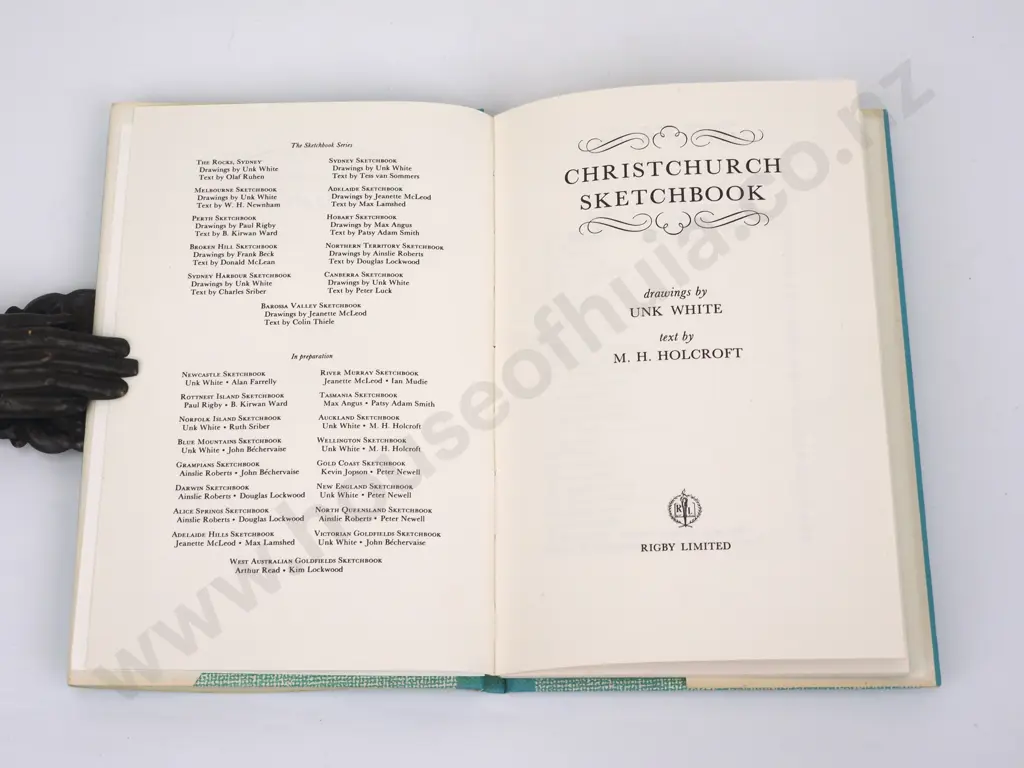 The Sketchbook Series
The Rocks, Sydney
Drawings by Unk White
Text by Olaf Ruhen
Sydney Sketchbook
Drawings by Unk White
Text by Tess van Sommers
Melbourne Sketchbook
Drawings by Unk White
Text by W. H. Newnham
Adelaide Sketchbook
Drawings by Jeanette McLeod
Text by Max Lamshed
Perth Sketchbook
Drawings by Paul Rigby
Text by B. Kirwan Ward
Hobart Sketchbook
Drawings by Max Angus
Text by Patsy Adam Smith
Broken Hill Sketchbook
Drawings by Frank Beck
Text by Donald McLean
Northern Territory Sketchbook
Drawings by Ainslie Roberts
Text by Douglas Lockwood
Sydney Harbour Sketchbook
Drawings by Unk White
Text by Charles Sriber
Canberra Sketchbook
Drawings by Unk White
Text by Peter Luck
Barossa Valley Sketchbook
Drawings by Jeanette McLeod
Text by Colin Thiele
In preparation
Newcastle Sketchbook
Unk White • Alan Farrelly
River Murray Sketchbook
Jeanette McLeod • Ian Mudie
Rottnest Island Sketchbook
Paul Rigby • B. Kirwan Ward
Tasmania Sketchbook
Max Angus • Patsy Adam Smith
Norfolk Island Sketchbook
Unk White • Ruth Sriber
Auckland Sketchbook
Unk White • M. H. Holcroft
Blue Mountains Sketchbook
Unk White • John Béchervaise
Wellington Sketchbook
Unk White • M. H. Holcroft
Grampians Sketchbook
Ainslie Roberts • John Béchervaise
Gold Coast Sketchbook
Kevin Jopson • Peter Newell
Darwin Sketchbook
Ainslie Roberts • Douglas Lockwood
New England Sketchbook
Unk White • Peter Newell
Alice Springs Sketchbook
Ainslie Roberts • Douglas Lockwood
North Queensland Sketchbook
Ainslie Roberts • Peter Newell
Adelaide Hills Sketchbook
Jeanette McLeod • Max Lamshed
Victorian Goldfields Sketchbook
Unk White • John Béchervaise
West Australian Goldfields Sketchbook
Arthur Read • Kim Lockwood
CHRISTCHURCH
SKETCHBOOK
drawings by
UNK WHITE
text by
M. H. HOLCROFT
R L
RIGBY LIMITED
www.houseofhuia.co.nz